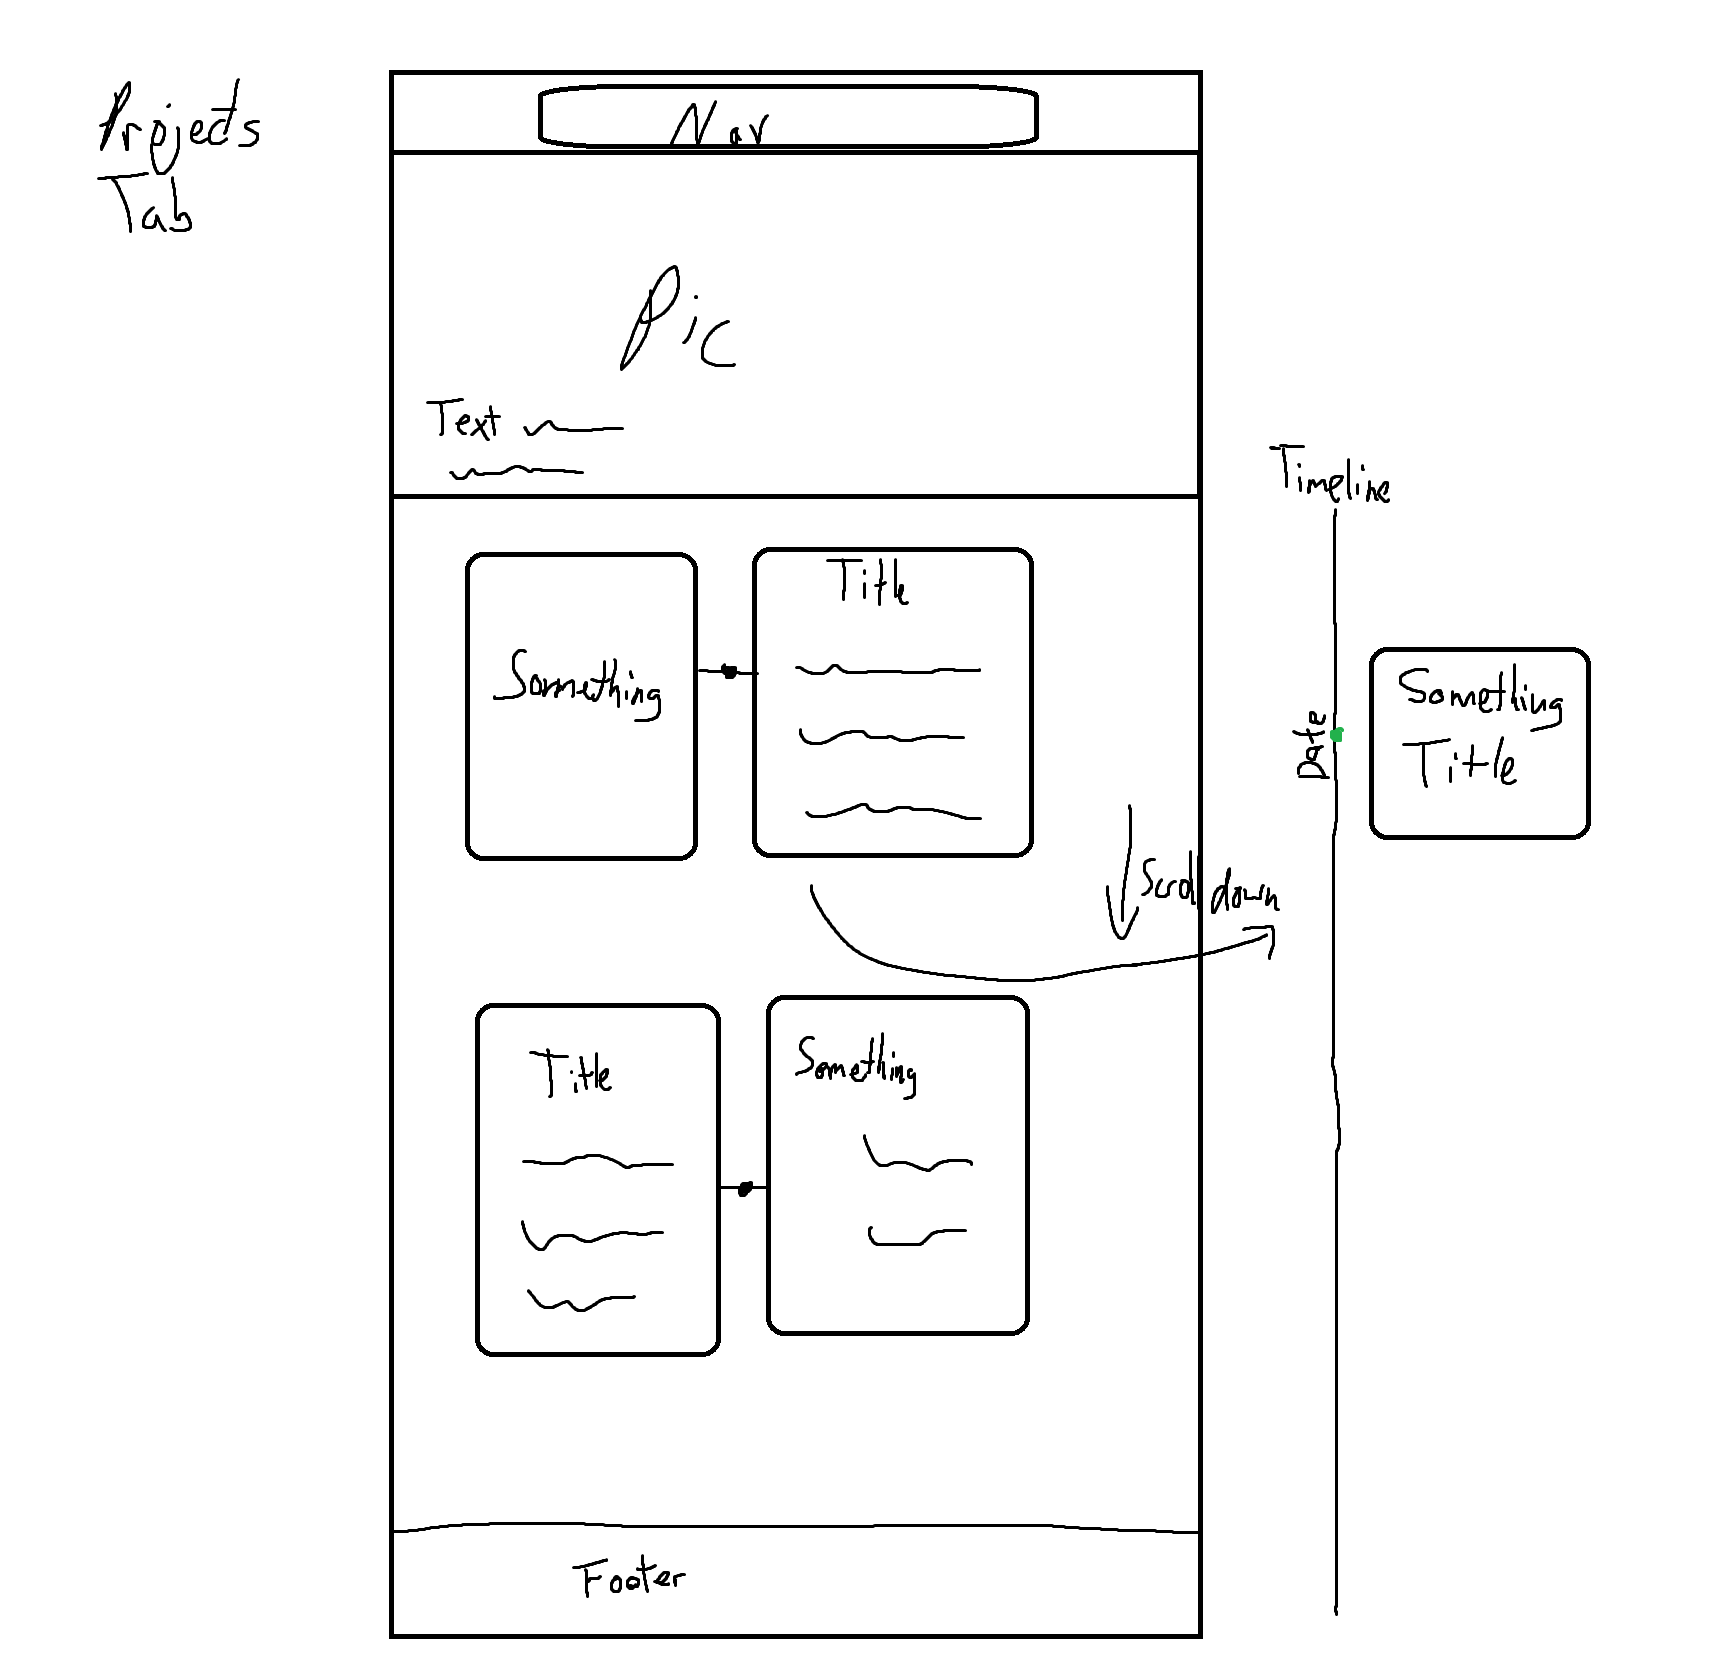 Projects
Tab
Nav
Pic
Text
Timeline
Something
Title
Something
Title
Date
Scroll down
Title
Something
Footer